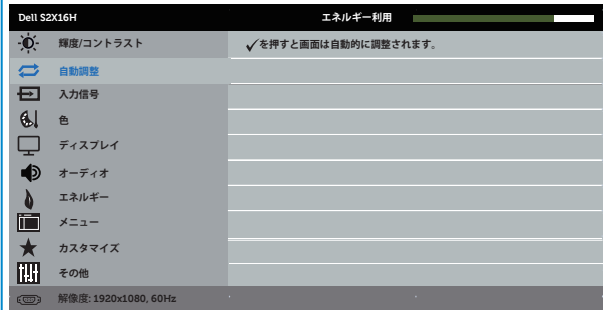 Dell S2X16H エネルギー利用
輝度/コントラスト ✓を押すと画面は自動的に調整されます。
自動調整
入力信号
色
ディスプレイ
オーディオ
エネルギー
メニュー
カスタマイズ
その他
解像度: 1920x1080, 60Hz